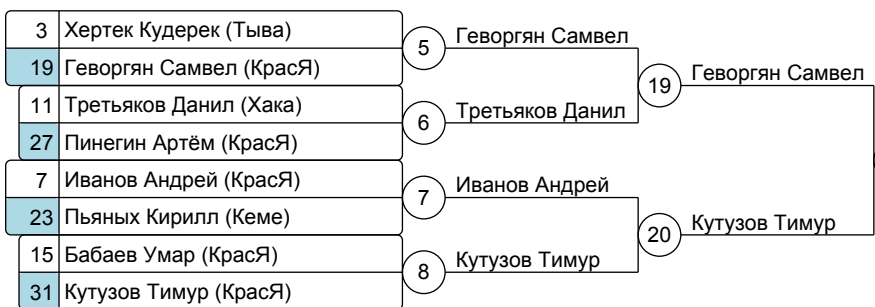 3 Хертек Кудерек (Тыва)
19 Геворгян Самвел (КрасЯ)
5 Геворгян Самвел
11 Третьяков Данил (Хака)
27 Пинегин Артём (КрасЯ)
6 Третьяков Данил
19 Геворгян Самвел
7 Иванов Андрей (КрасЯ)
23 Пьяных Кирилл (Кеме)
7 Иванов Андрей
15 Бабаев Умар (КрасЯ)
31 Кутузов Тимур (КрасЯ)
8 Кутузов Тимур
20 Кутузов Тимур